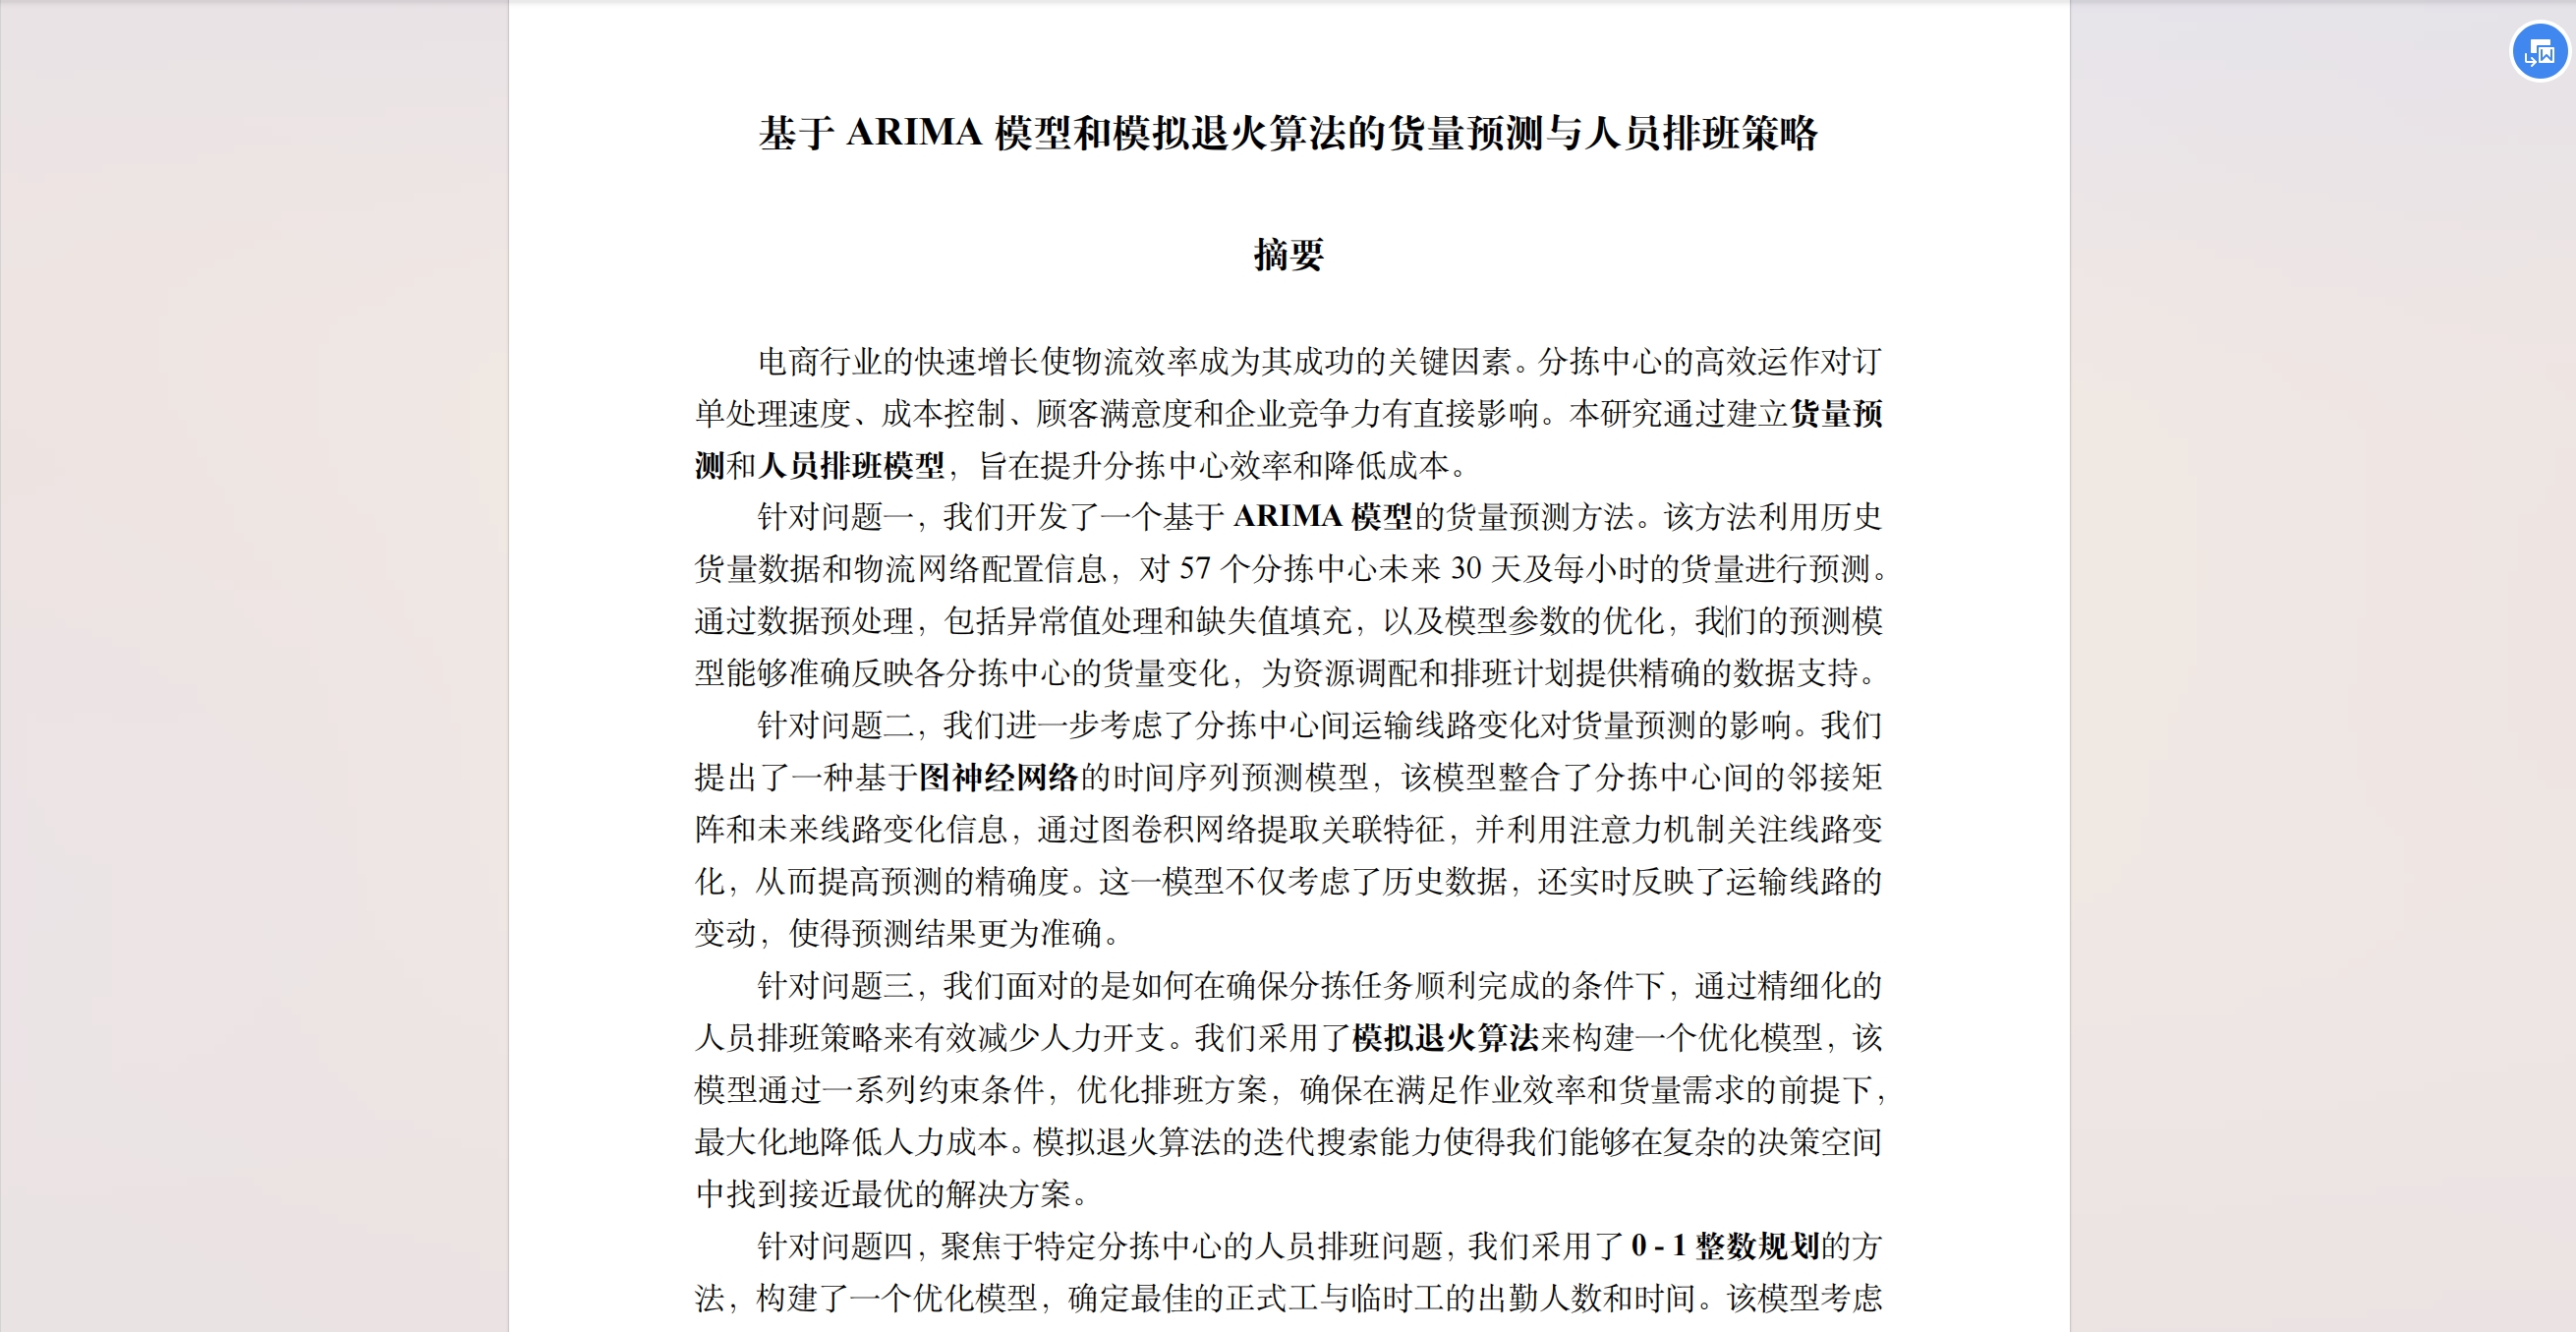 基于 ARIMA 模型和模拟退火算法的货量预测与人员排班策略
摘要
电商行业的快速增长使物流效率成为其成功的关键因素。分拣中心的高效运作对订
单处理速度、成本控制、顾客满意度和企业竞争力有直接影响。本研究通过建立货量预
测和人员排班模型，旨在提升分拣中心效率和降低成本。
针对问题一，我们开发了一个基于 ARIMA 模型的货量预测方法。该方法利用历史
货量数据和物流网络配置信息，对 57 个分拣中心未来 30 天及每小时的货量进行预测。
通过数据预处理，包括异常值处理和缺失值填充，以及模型参数的优化，我们的预测模
型能够准确反映各分拣中心的货量变化，为资源调配和排班计划提供精确的数据支持。
针对问题二，我们进一步考虑了分拣中心间运输线路变化对货量预测的影响。我们
提出了一种基于图神经网络的时间序列预测模型，该模型整合了分拣中心间的邻接矩
阵和未来线路变化信息，通过图卷积网络提取关联特征，并利用注意力机制关注线路变
化，从而提高预测的精确度。这一模型不仅考虑了历史数据，还实时反映了运输线路的
变动，使得预测结果更为准确。
针对问题三，我们面对的是如何在确保分拣任务顺利完成的条件下，通过精细化的
人员排班策略来有效减少人力开支。我们采用了模拟退火算法来构建一个优化模型，该
模型通过一系列约束条件，优化排班方案，确保在满足作业效率和货量需求的前提下，
最大化地降低人力成本。模拟退火算法的迭代搜索能力使得我们能够在复杂的决策空间
中找到接近最优的解决方案。
针对问题四，聚焦于特定分拣中心的人员排班问题，我们采用了 0 - 1 整数规划的方
法，构建了一个优化模型，确定最佳的正式工与临时工的出勤人数和时间。该模型考虑